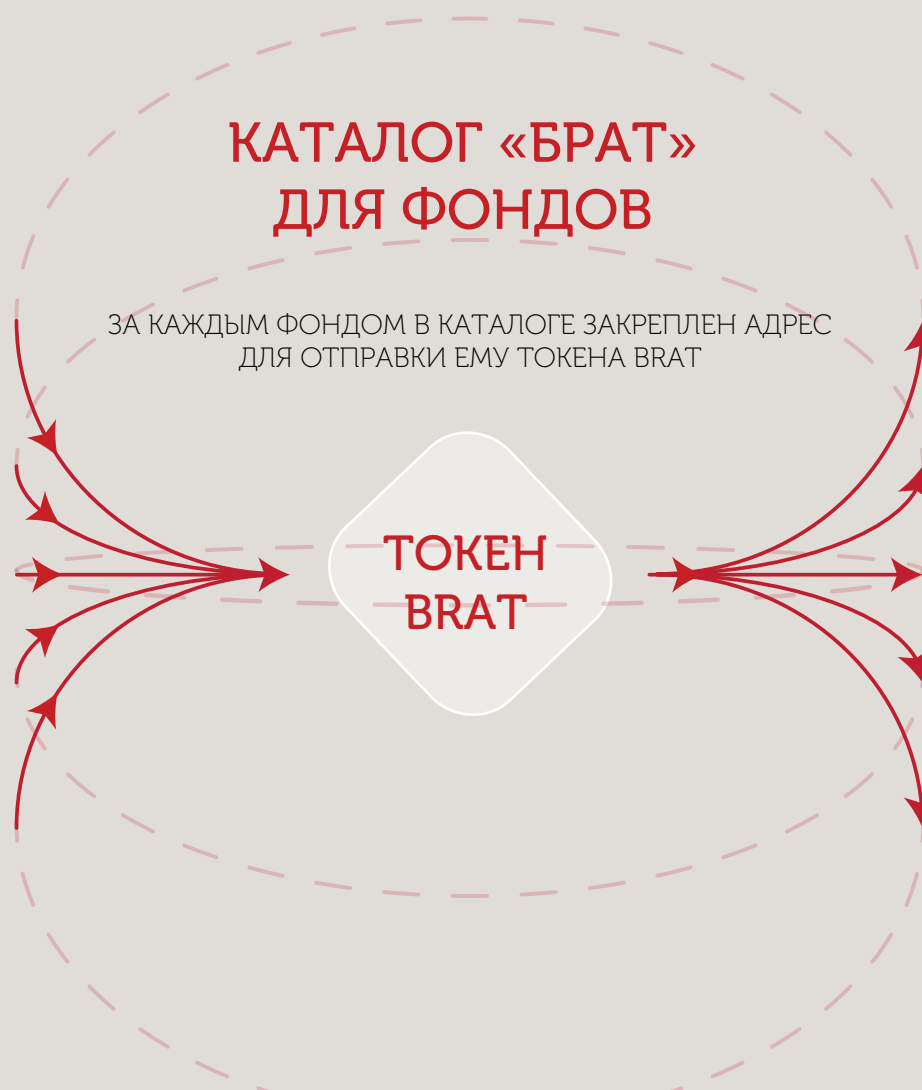 КАТАЛОГ «БРАТ»
ДЛЯ ФОНДОВ
ЗА КАЖДЫМ ФОНДОМ В КАТАЛОГЕ ЗАКРЕПЛЕН АДРЕС
ДЛЯ ОТПРАВКИ ЕМУ ТОКЕНА BRAT
ТОКЕН
BRAT